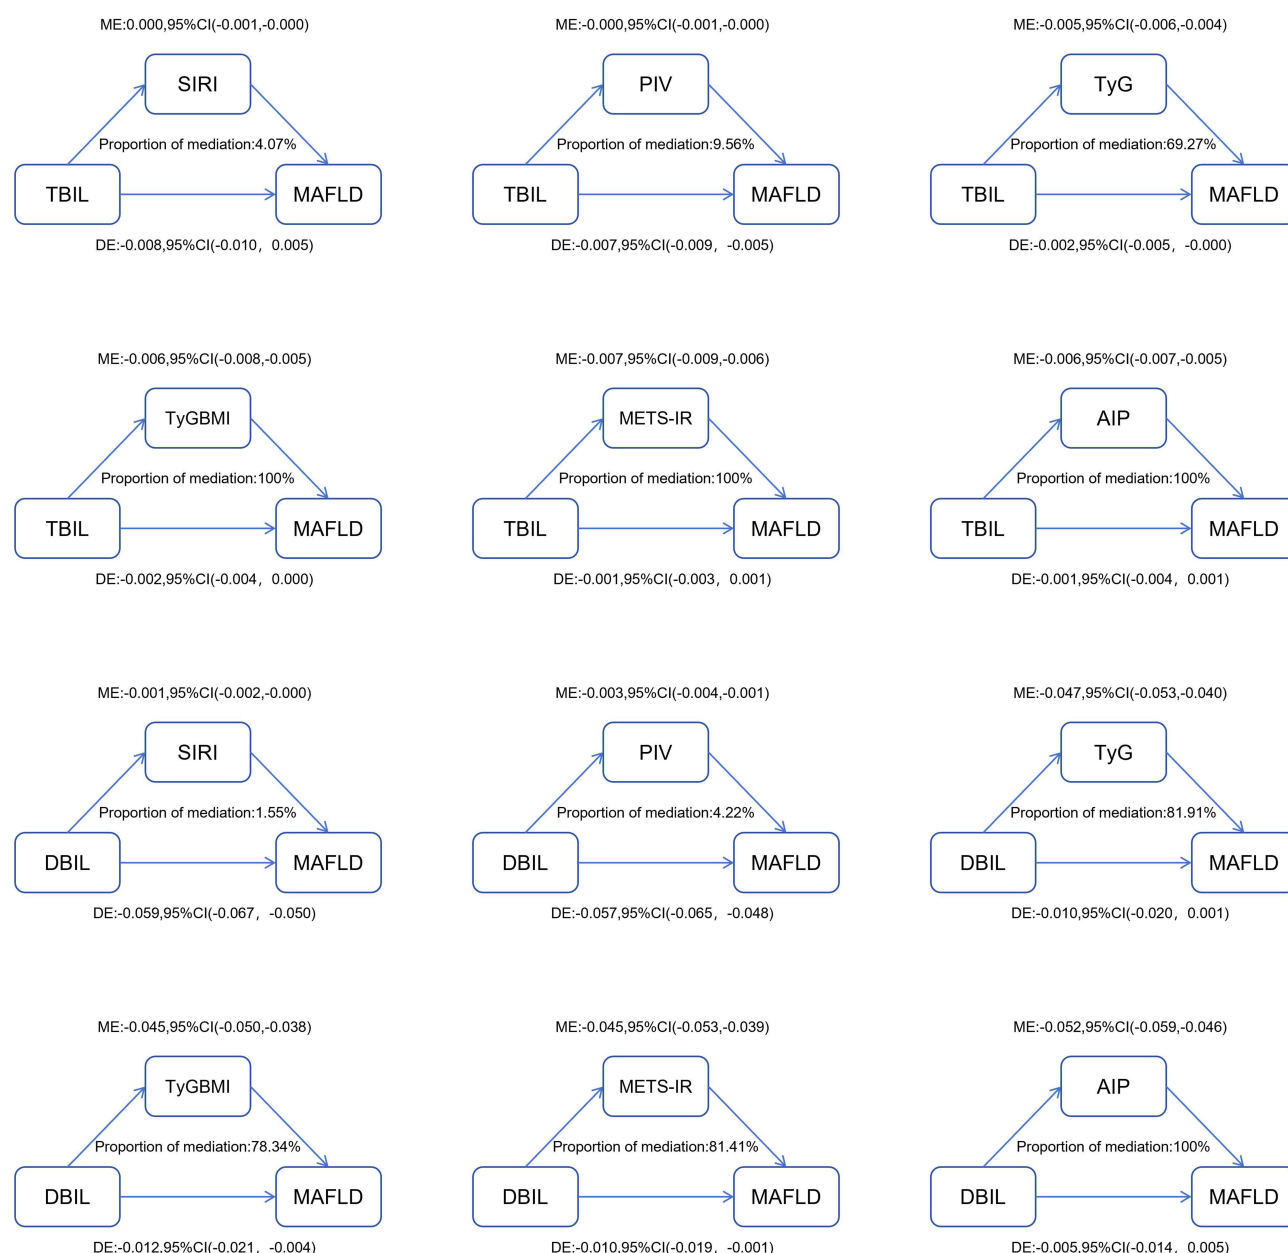 ME:0.000,95%CI(-0.001,-0.000)
SIRI
Proportion of mediation:4.07%
TBIL
MAFLD
DE:-0.008,95%CI(-0.010, 0.005)
ME:-0.000,95%CI(-0.001,-0.000)
PIV
Proportion of mediation:9.56%
TBIL
MAFLD
DE:-0.007,95%CI(-0.009, -0.005)
ME:-0.005,95%CI(-0.006,-0.004)
TyG
Proportion of mediation:69.27%
TBIL
MAFLD
DE:-0.002,95%CI(-0.005, -0.000)
ME:-0.006,95%CI(-0.008,-0.005)
TyGBMI
Proportion of mediation:100%
TBIL
MAFLD
DE:-0.002,95%CI(-0.004, 0.000)
ME:-0.007,95%CI(-0.009,-0.006)
METS-IR
Proportion of mediation:100%
TBIL
MAFLD
DE:-0.001,95%CI(-0.003, 0.001)
ME:-0.006,95%CI(-0.007,-0.005)
AIP
Proportion of mediation:100%
TBIL
MAFLD
DE:-0.001,95%CI(-0.004, 0.001)
ME:-0.001,95%CI(-0.002,-0.000)
SIRI
Proportion of mediation:1.55%
DBIL
MAFLD
DE:-0.059,95%CI(-0.067, -0.050)
ME:-0.003,95%CI(-0.004,-0.001)
PIV
Proportion of mediation:4.22%
DBIL
MAFLD
DE:-0.057,95%CI(-0.065, -0.048)
ME:-0.047,95%CI(-0.053,-0.040)
TyG
Proportion of mediation:81.91%
DBIL
MAFLD
DE:-0.010,95%CI(-0.020, 0.001)
ME:-0.045,95%CI(-0.050,-0.038)
TyGBMI
Proportion of mediation:78.34%
DBIL
MAFLD
DE:-0.012,95%CI(-0.021, -0.004)
ME:-0.045,95%CI(-0.053,-0.039)
METS-IR
Proportion of mediation:81.41%
DBIL
MAFLD
DE:-0.010,95%CI(-0.019, -0.001)
ME:-0.052,95%CI(-0.059,-0.046)
AIP
Proportion of mediation:100%
DBIL
MAFLD
DE:-0.005,95%CI(-0.014, 0.005)